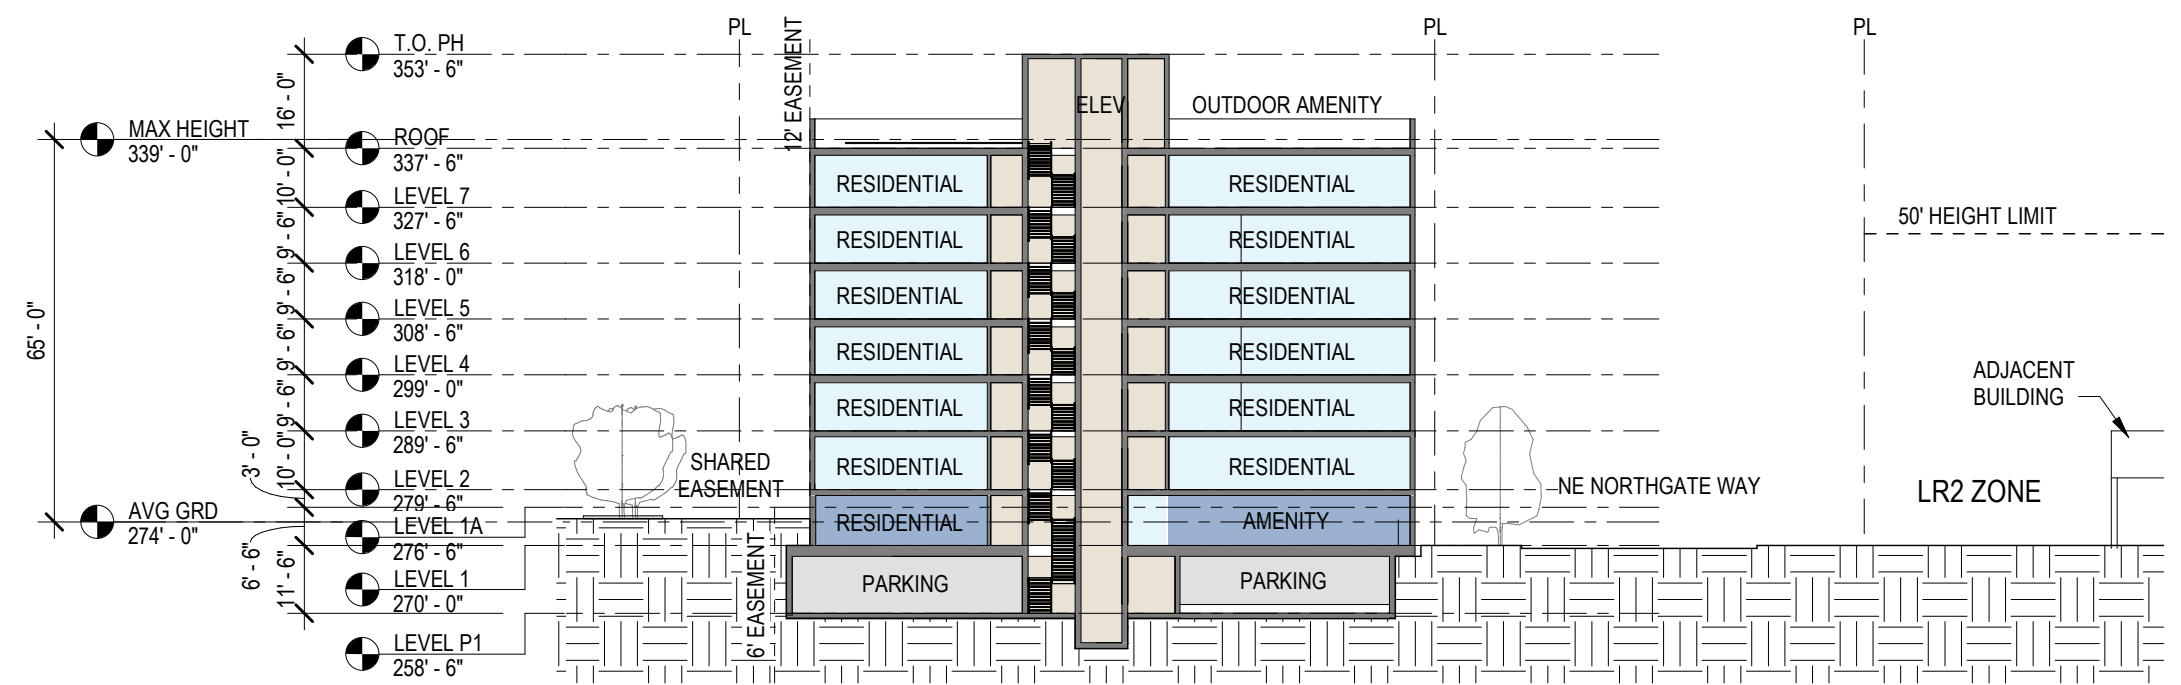 PL
PL
PL
12' EASEMENT
T.O. PH
353' - 6"
16' - 0"
ELEV
OUTDOOR AMENITY
MAX HEIGHT
339' - 0"
ROOF
337' - 6"
10' - 0"
RESIDENTIAL
RESIDENTIAL
LEVEL 7
327' - 6"
50' HEIGHT LIMIT
9' - 6"
RESIDENTIAL
RESIDENTIAL
LEVEL 6
318' - 0"
9' - 6"
RESIDENTIAL
RESIDENTIAL
LEVEL 5
308' - 6"
65' - 0"
9' - 6"
RESIDENTIAL
RESIDENTIAL
LEVEL 4
299' - 0"
ADJACENT
BUILDING
9' - 6"
RESIDENTIAL
RESIDENTIAL
LEVEL 3
289' - 6"
3' - 0"
10' - 0"
SHARED
EASEMENT
RESIDENTIAL
RESIDENTIAL
LEVEL 2
279' - 6"
NE NORTHGATE WAY
LR2 ZONE
AVG GRD
274' - 0"
RESIDENTIAL
AMENITY
LEVEL 1A
276' - 6"
6' - 6"
11' - 6"
LEVEL 1
270' - 0"
6' EASEMENT
PARKING
PARKING
LEVEL P1
258' - 6"